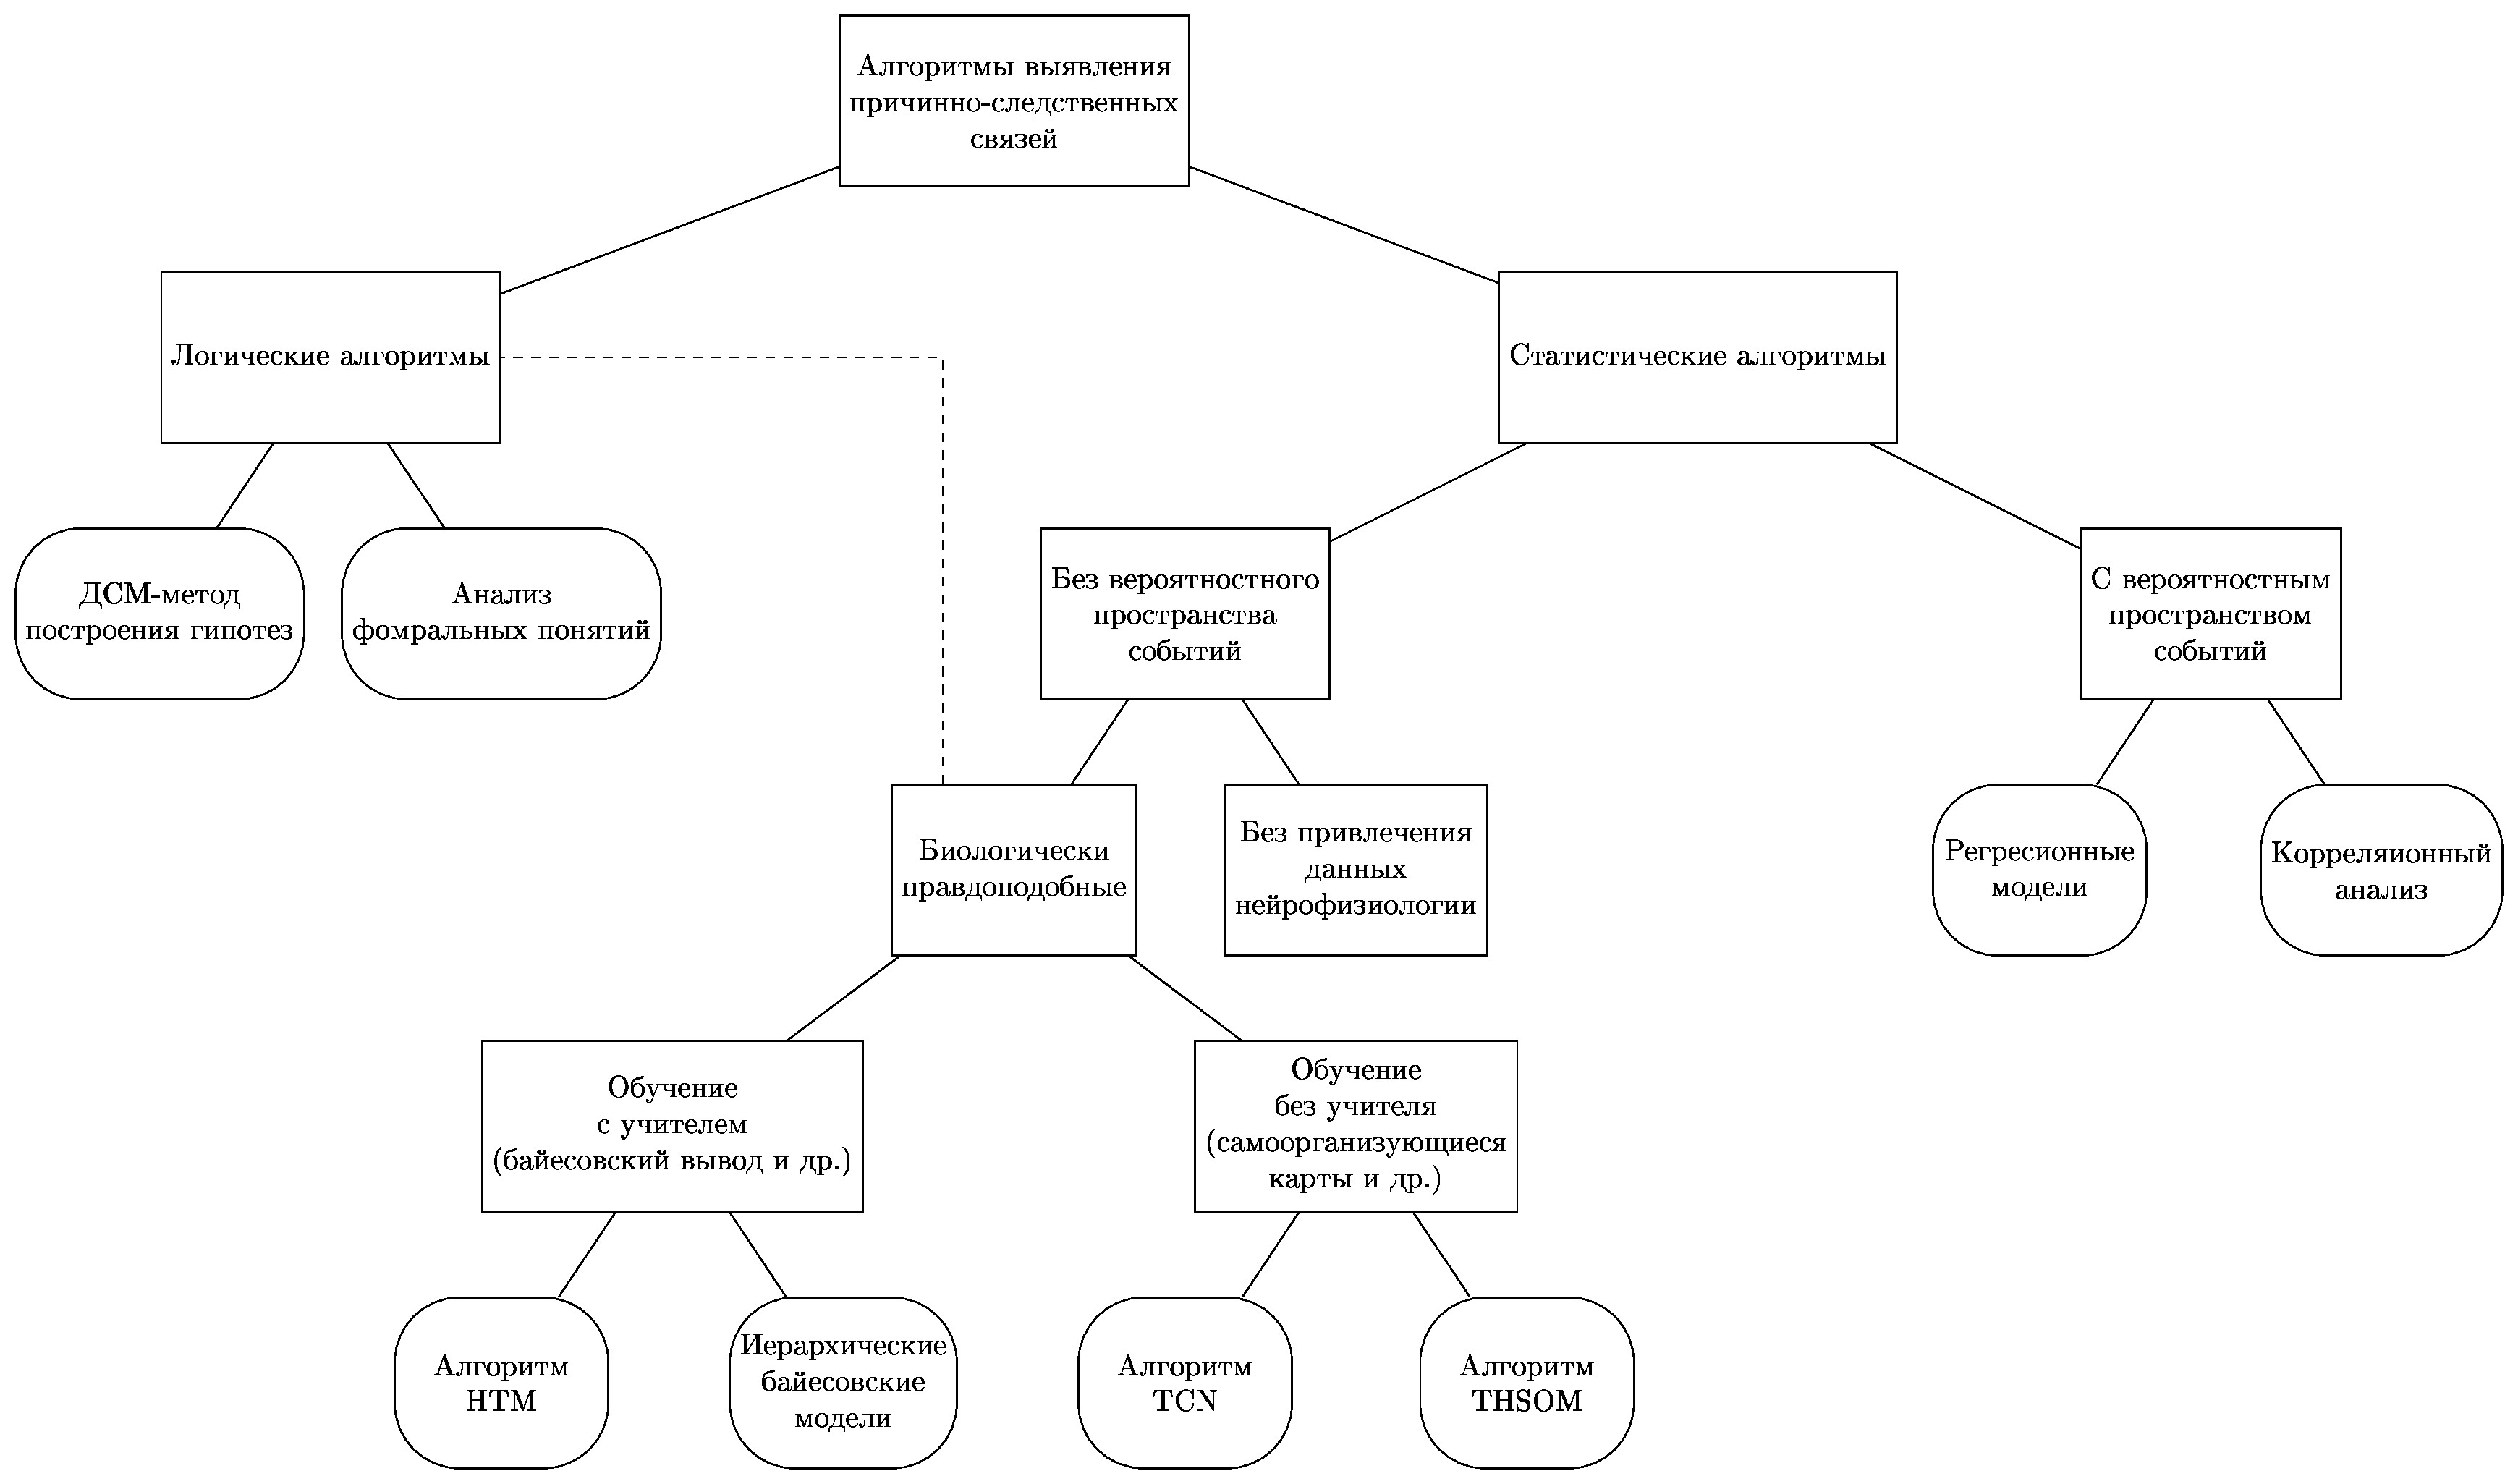 Алгоритмы выявления
причинно-следственных
связей
Логические алгоритмы
Статистические алгоритмы
ДСМ-метод
построения гипотез
Анализ
фомральных понятий
Без вероятностного
пространства
событий
С вероятностным
пространством
событий
Биологически
правдоподобные
Без привлечения
данных
нейрофизиологии
Регресионные
модели
Корреляионный
анализ
Обучение
с учителем
(байесовский вывод и др.)
Обучение
без учителя
(самоорганизующиеся
карты и др.)
Алгоритм
HTM
Иерархические
байесовские
модели
Алгоритм
TCN
Алгоритм
THSOM